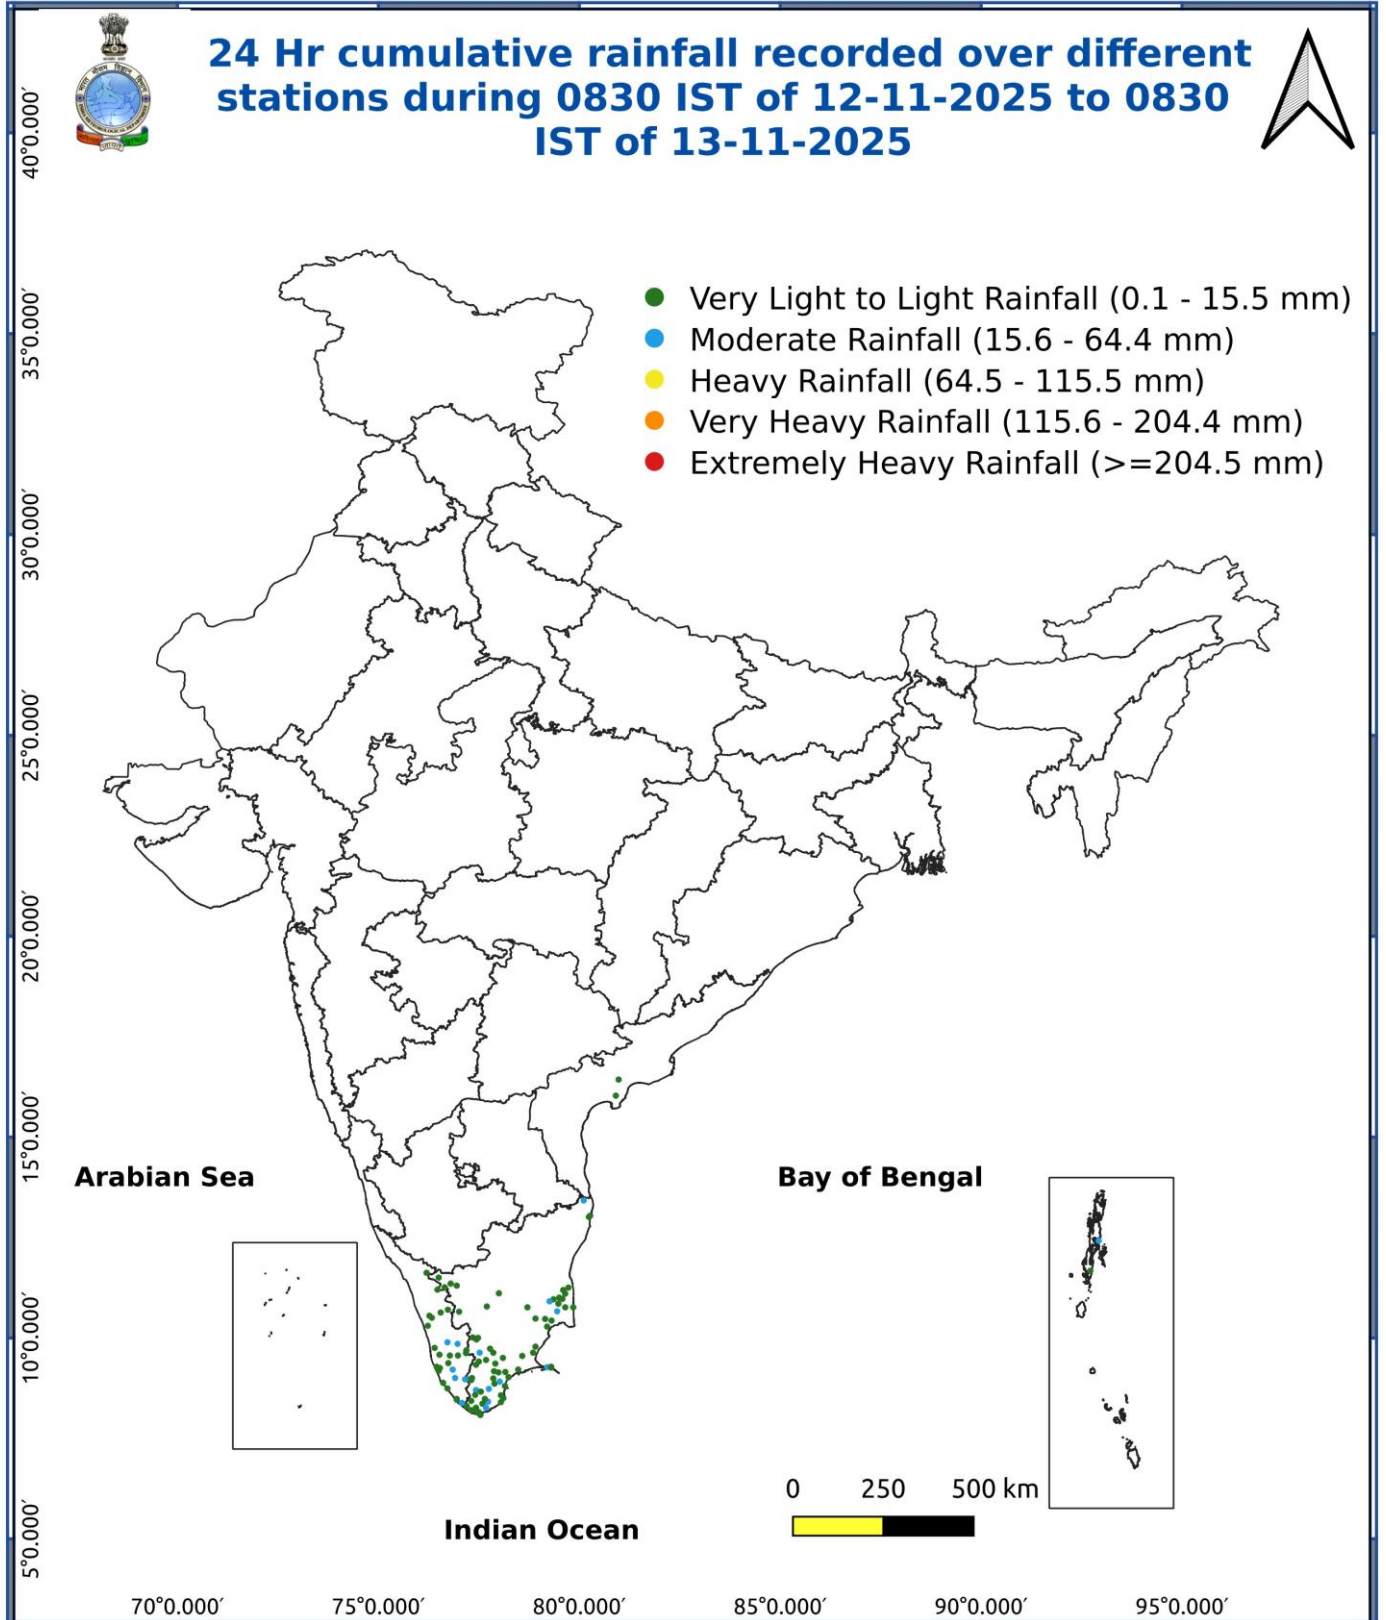 24 Hr cumulative rainfall recorded over different
stations during 0830 IST of 12-11-2025 to 0830
IST of 13-11-2025
Very Light to Light Rainfall (0.1 - 15.5 mm)
Moderate Rainfall (15.6 - 64.4 mm)
Heavy Rainfall (64.5 - 115.5 mm)
Very Heavy Rainfall (115.6 - 204.4 mm)
Extremely Heavy Rainfall (>=204.5 mm)
40°0.000′
35°0.000′
30°0.000′
25°0.000′
20°0.000′
15°0.000′
10°0.000′
5°0.000′
Arabian Sea
Bay of Bengal
Indian Ocean
0 250 500 km
70°0.000′ 75°0.000′ 80°0.000′ 85°0.000′ 90°0.000′ 95°0.000′